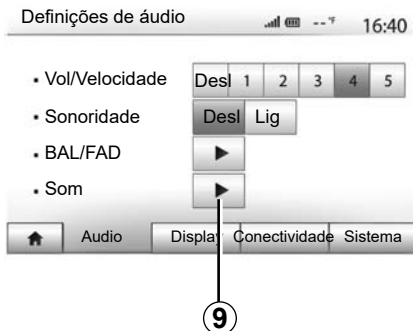 Definições de áudio -- °F 16:40
• Vol/Velocidade Desl 1 2 3 4 5
• Sonoridade Desl Lig
• BAL/FAD
• Som
Audio Display Conectividade Sistema
9